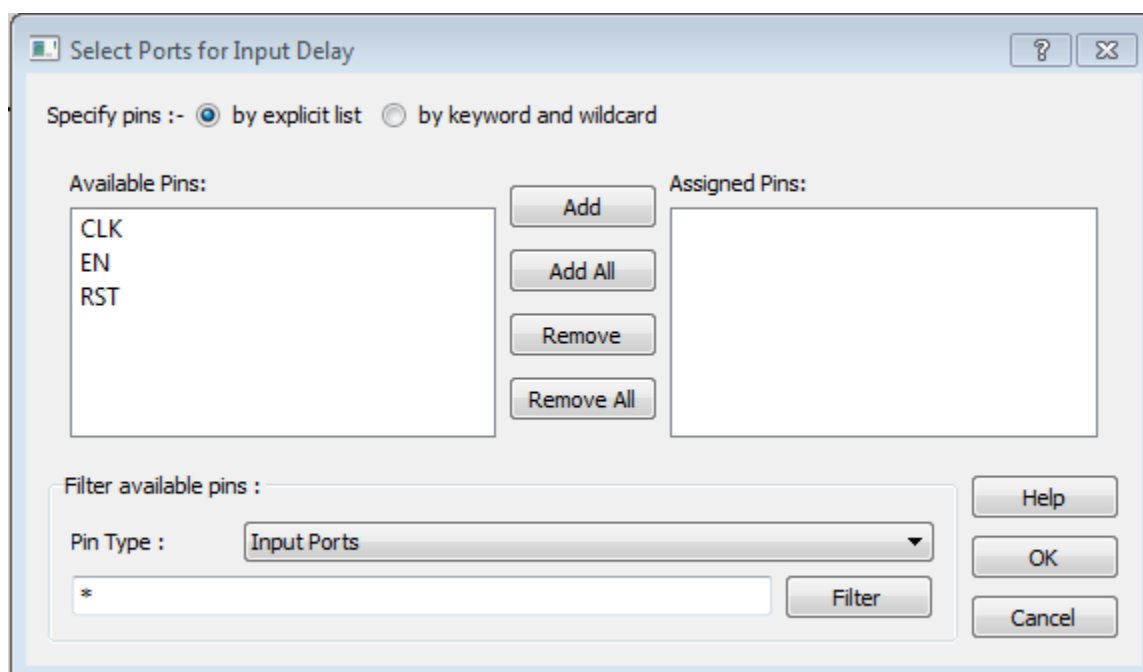 Select Ports for Input Delay
Specify pins :- by explicit list by keyword and wildcard
Available Pins:
CLK
EN
RST
Add
Add All
Remove
Remove All
Assigned Pins:
Filter available pins :
Pin Type : Input Ports
*
Filter
Help
OK
Cancel